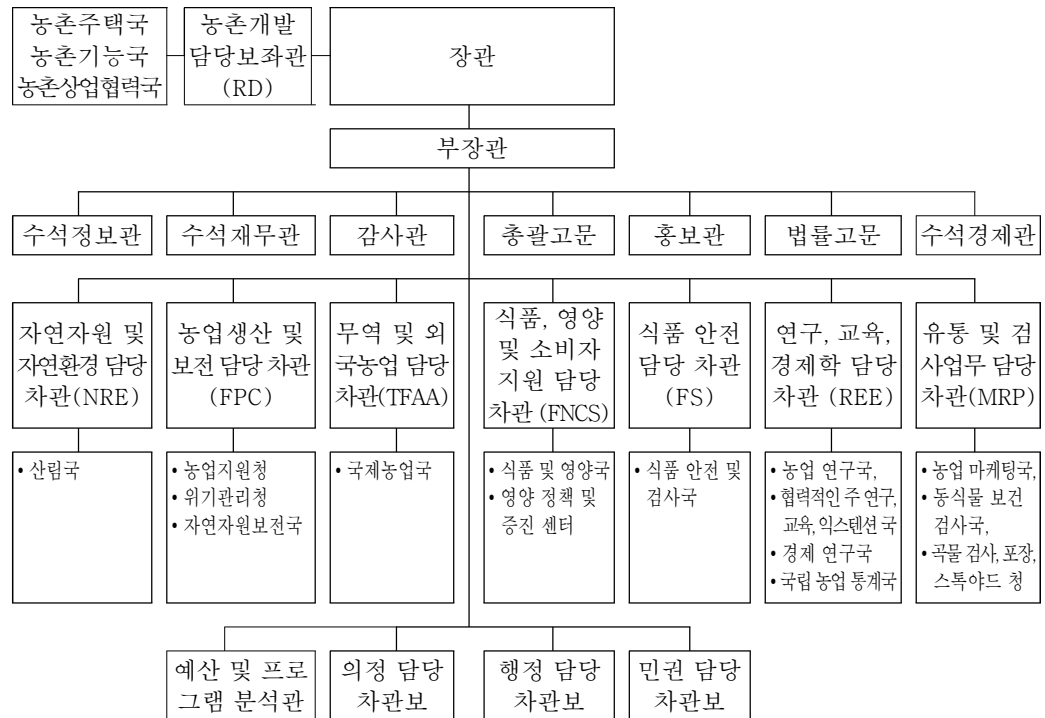 농촌주택국
농촌기능국
농촌상업협력국
농촌개발
담당보좌관
(RD)
장관
부장관
수석정보관
수석재무관
감사관
총괄고문
홍보관
법률고문
수석경제관
자연자원 및
자연환경 담당
차관(NRE)
농업생산 및
보전 담당 차관
(FPC)
무역 및 외
국농업 담당
차관(TFAA)
식품, 영양
및 소비자
지원 담당
차관 (FNCS)
식품 안전
담당 차관
(FS)
연구, 교육,
경제학 담당
차관 (REE)
유통 및 검
사업무 담당
차관(MRP)
• 산림국
• 농업지원청
• 위기관리청
• 자연자원보전국
• 국제농업국
• 식품 및 영양국
• 영양 정책 및
증진 센터
• 식품 안전 및
검사국
• 농업 연구국,
• 협력적인 주 연구,
교육, 익스텐션 국
• 경제 연구국
• 국립 농업 통계국
• 농업 마케팅국,
• 동식물 보건
검사국,
• 곡물 검사, 포장,
스톡야드 청
예산 및 프로
그램 분석관
의정 담당
차관보
행정 담당
차관보
민권 담당
차관보